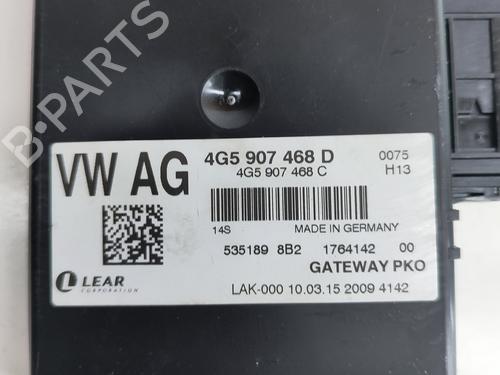 B-PARTS
VW AG
4G5 907 468 D 0075
4G5 907 468 C H13
14S MADE IN GERMANY
535189 8B2 1764142 00
GATEWAY PKO
LEAR
CORPORATION
LAK-000 10.03.15 2009 4142